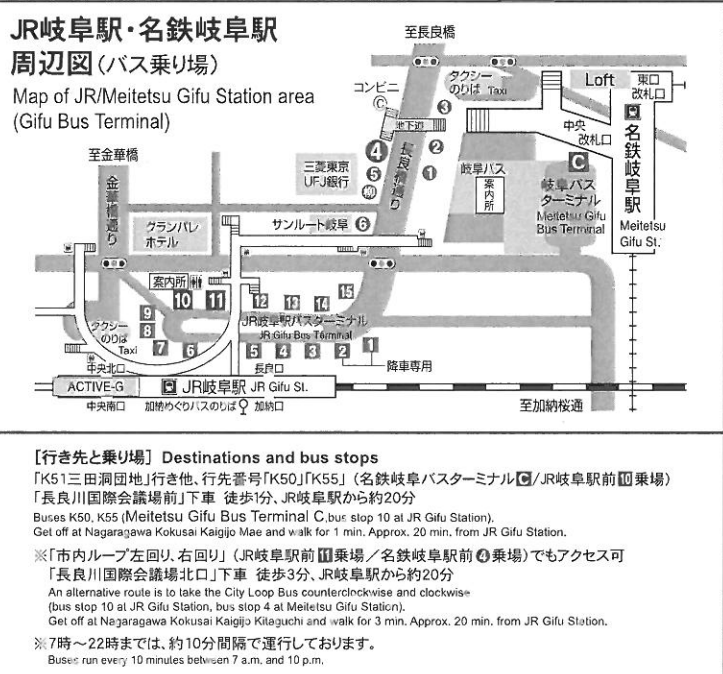 JR岐阜駅・名鉄岐阜駅
周辺図(バス乗り場)
Map of JR/Meitetsu Gifu Station area
(Gifu Bus Terminal)
至長良橋
コンビニ
C
タクシー
のりば Taxi
Loft
東口
改札口
3
地下道
中央
改札口
名鉄岐阜駅
Meitetsu
Gifu St.
至金華橋
金華橋通り
三菱東京
UFJ銀行
4
5
柳
2
1
長良橋通り
岐阜バス
案内所
C
岐阜バス
ターミナル
Meitetsu Gifu
Bus Terminal
グランパレ
ホテル
サンルート岐阜 6
案内所
10 11 12 13 14 15
9
8
7 6
JR岐阜駅バスターミナル
JR Gifu Bus Terminal
5 4 3 2 1
タクシー
のりば
Taxi
中央北口
長良口
降車専用
ACTIVE-G
JR岐阜駅 JR Gifu St.
中央南口
加納めぐりバスのりば
加納口
至加納桜通
[行き先と乗り場] Destinations and bus stops
「K51三田洞団地」行き他、行先番号「K50」「K55」 (名鉄岐阜バスターミナルC/JR岐阜駅前10乗場)
「長良川国際会議場前」下車 徒歩1分、JR岐阜駅から約20分
Buses K50, K55 (Meitetsu Gifu Bus Terminal C,bus stop 10 at JR Gifu Station).
Get off at Nagaragawa Kokusai Kaigijo Mae and walk for 1 min. Approx. 20 min. from JR Gifu Station.
※「市内ループ左回り、右回り」 (JR岐阜駅前11乗場/名鉄岐阜駅前4乗場)でもアクセス可
「長良川国際会議場北口」下車 徒歩3分、JR岐阜駅から約20分
An alternative route is to take the City Loop Bus counterclockwise and clockwise
(bus stop 10 at JR Gifu Station, bus stop 4 at Meitetsu Gifu Station).
Get off at Nagaragawa Kokusai Kaigijo Kitaguchi and walk for 3 min. Approx. 20 min. from JR Gifu Station.
※7時~22時までは、約10分間隔で運行しております。
Buses run every 10 minutes between 7 a.m. and 10 p.m.